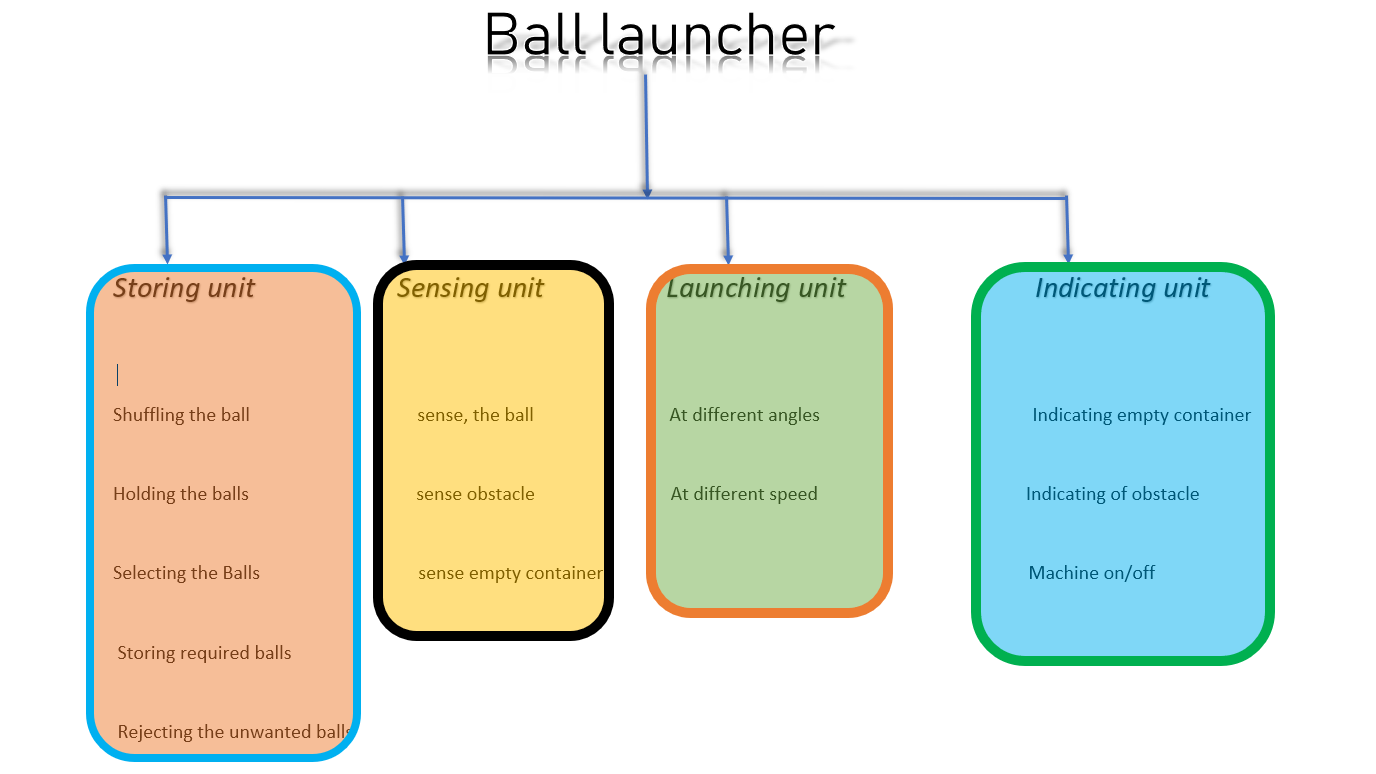 Ball launcher
Storing unit
Shuffling the ball
Holding the balls
Selecting the Balls
Storing required balls
Rejecting the unwanted balls
Sensing unit
sense, the ball
sense obstacle
sense empty container
Launching unit
At different angles
At different speed
Indicating unit
Indicating empty container
Indicating of obstacle
Machine on/off